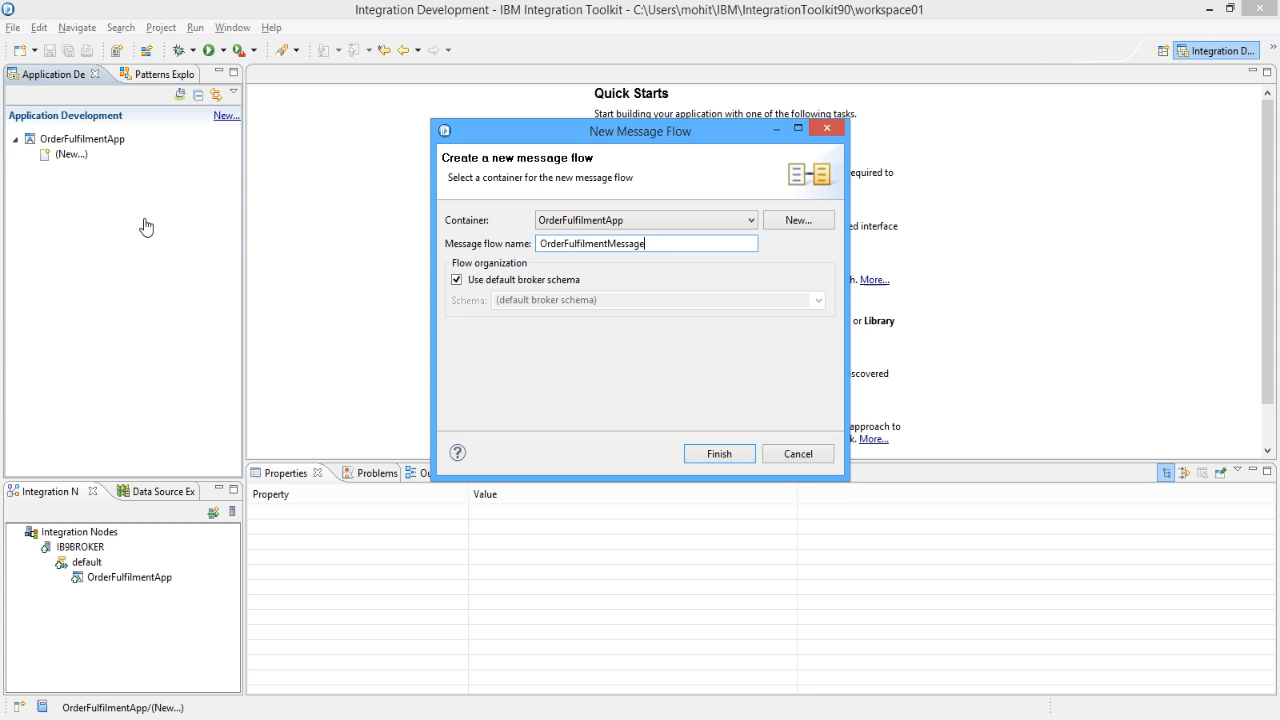 Integration Development - IBM Integration Toolkit - C:\Users\mohit\IBM\IntegrationToolkit90\workspace01
File Edit Navigate Search Project Run Window Help
Integration D...
Application De
Patterns Explo
Application Development New...
OrderFulfilmentApp
(New...)
Quick Starts
Start building your application with one of the following tasks.
equired to
ed interface
h. More...
or Library
scovered
approach to
k. More...
New Message Flow
Create a new message flow
Select a container for the new message flow
Container: OrderFulfilmentApp New...
Message flow name: OrderFulfilmentMessage
Flow organization
Use default broker schema
Schema: (default broker schema)
Finish Cancel
Properties Problems Ou
Property Value
Integration N
Data Source Ex
Integration Nodes
IB9BROKER
default
OrderFulfilmentApp
OrderFulfilmentApp/(New...)